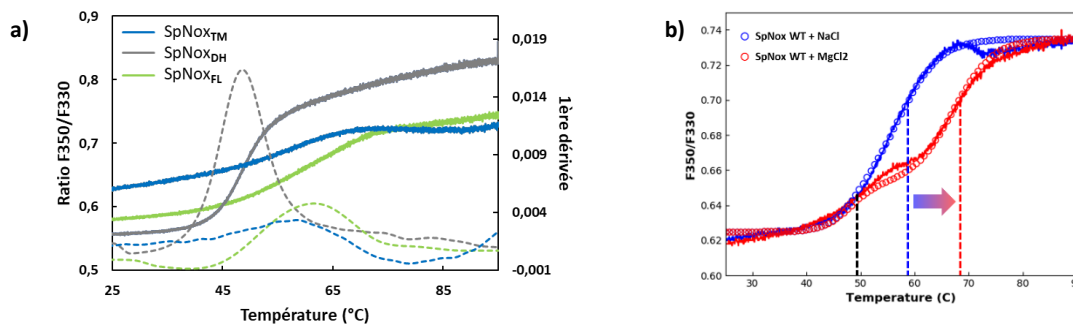 a)
0,9
0,8
0,7
0,6
0,5
Ratio F350/F330
SpNox_TM
SpNox_DH
SpNox_FL
0,019
0,014
0,009
0,004
-0,001
1ère dérivée
25
45
65
85
Température (°C)
b)
0.74
0.72
0.70
0.68
0.66
0.64
0.62
0.60
F350/F330
SpNox WT + NaCl
SpNox WT + MgCl2
30
40
50
60
70
80
Temperature (C)